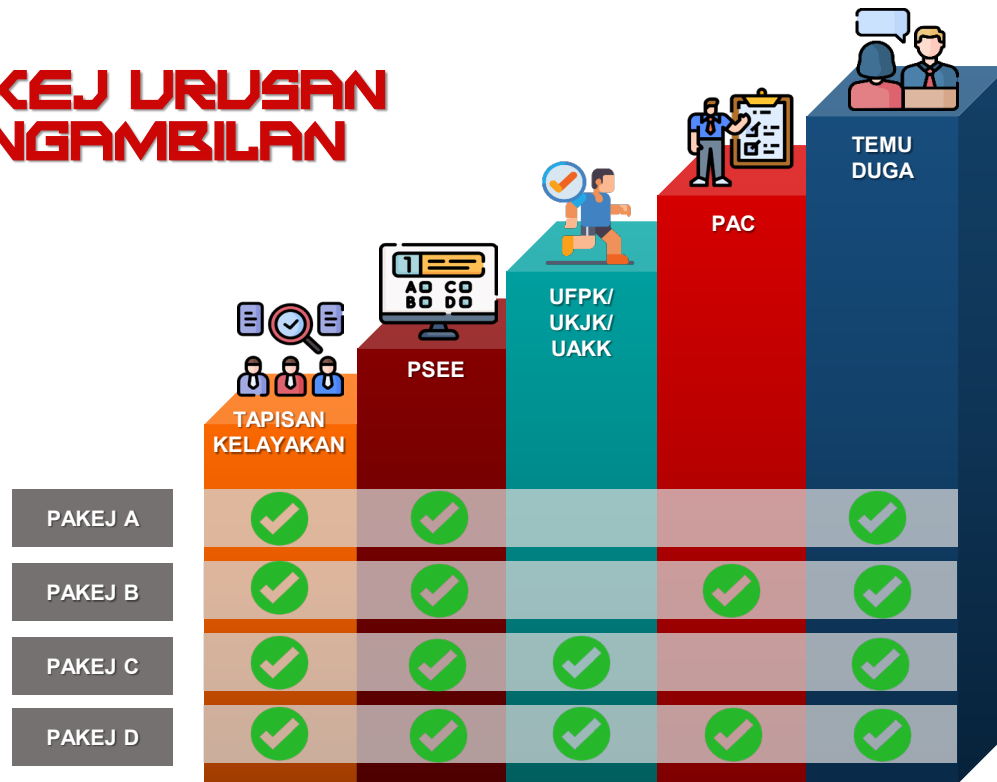 KEJ URUSAN
NGAMBILAN
TEMU
DUGA
PAC
UFPK/
UKJK/
UAKK
1
A C
B D
PSEE
TAPISAN
KELAYAKAN
PAKEJ A
PAKEJ B
PAKEJ C
PAKEJ D